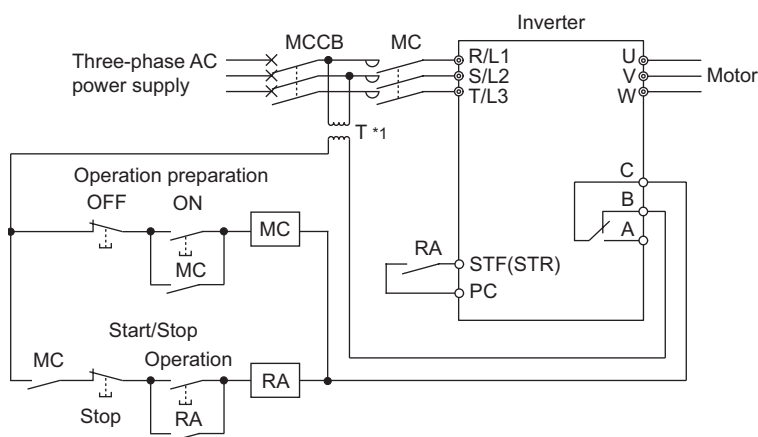 Inverter
MCCB
MC
Three-phase AC
power supply
R/L1
S/L2
T/L3
U
V
W
Motor
T *1
Operation preparation
OFF
ON
MC
MC
C
B
A
RA
STF(STR)
PC
Start/Stop
MC
Operation
RA
Stop
RA